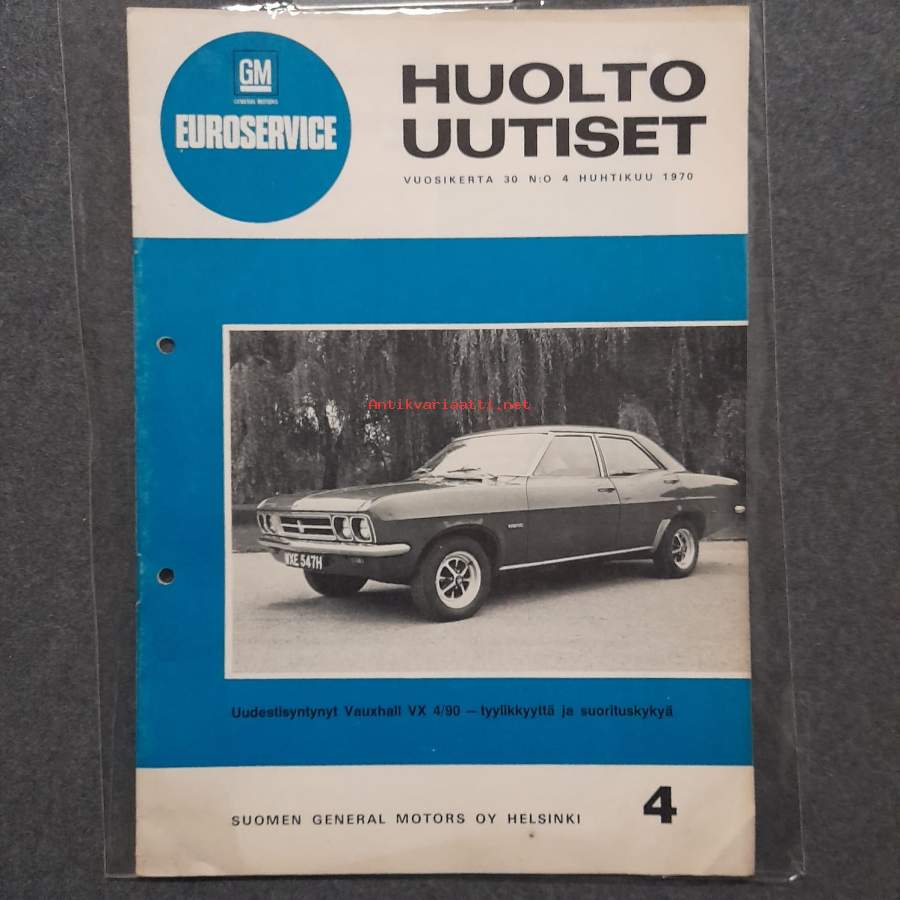 GM
GENERAL MOTORS
EUROSERVICE
HUOLTO
UUTISET
VUOSIKERTA 30 N:O 4 HUHTIKUU 1970
Antikvariaatti.net
WXE 547H
Uudestisyntynyt Vauxhall VX 4/90 — tyylikkyyttä ja suorituskykyä
SUOMEN GENERAL MOTORS OY HELSINKI
4